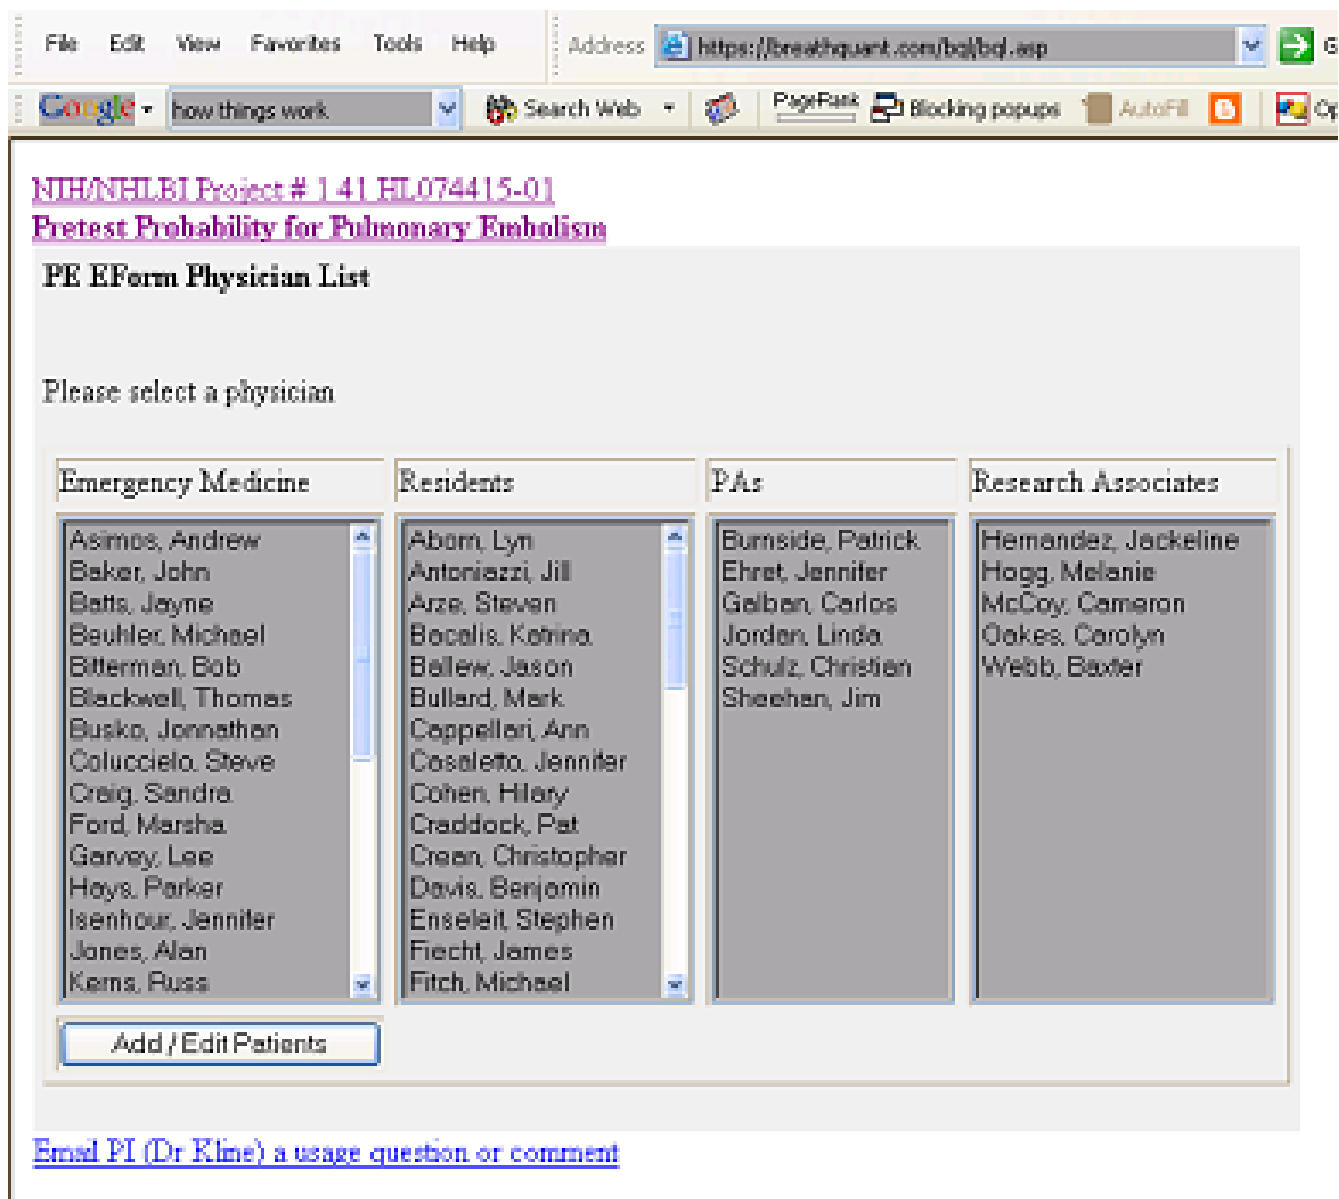 File Edit View Favorites Tools Help Address https://breathquant.com/bql/bql.asp
Google how things work Search Web PageRank Blocking popups AutoFill
NIH/NHLBI Project # 1 41 HL074415-01
Pretest Probability for Pulmonary Embolism
PE EForm Physician List
Please select a physician
Emergency Medicine
Asimos, Andrew
Baker, John
Batts, Jayne
Beuhler, Michael
Bitterman, Bob
Blackwell, Thomas
Busko, Jonnathan
Coluccielo, Steve
Craig, Sandra
Ford, Marsha
Garvey, Lee
Hays, Parker
Isenhour, Jennifer
Jones, Alan
Kerns, Russ
Residents
Aborn, Lyn
Antoniazzi, Jill
Arze, Steven
Bacalis, Katrina
Ballew, Jason
Bullard, Mark
Cappellari, Ann
Casaletto, Jennifer
Cohen, Hilary
Craddock, Pat
Crean, Christopher
Davis, Benjamin
Enseleit, Stephen
Fiecht, James
Fitch, Michael
PAs
Burnside, Patrick
Ehret, Jennifer
Galban, Carlos
Jordan, Linda
Schulz, Christian
Sheehan, Jim
Research Associates
Hernandez, Jackeline
Hogg, Melanie
McCoy, Cameron
Oakes, Carolyn
Webb, Baxter
Add / Edit Patients
Email PI (Dr Kline) a usage question or comment